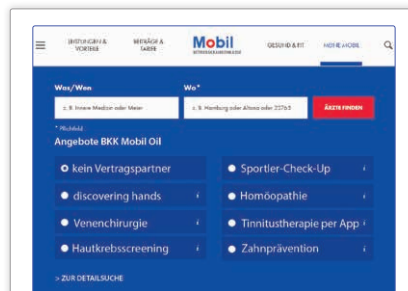 LEISTUNGEN & VORTEILE
BEITRÄGE & TARIFE
Mobil
BETRIEBSKRANKENKASSE
GESUND & FIT
MEINE MOBIL
Was/Wen
Wo*
z. B. Innere Medizin oder Meier
z. B. Hamburg oder Altona oder 22765
ÄRZTE FINDEN
* Pflichtfeld
Angebote BKK Mobil Oil
kein Vertragspartner
Sportler-Check-Up i
discovering hands i
Homöopathie i
Venenchirurgie i
Tinnitustherapie per App i
Hautkrebsscreening i
Zahnprävention i
> ZUR DETAILSUCHE